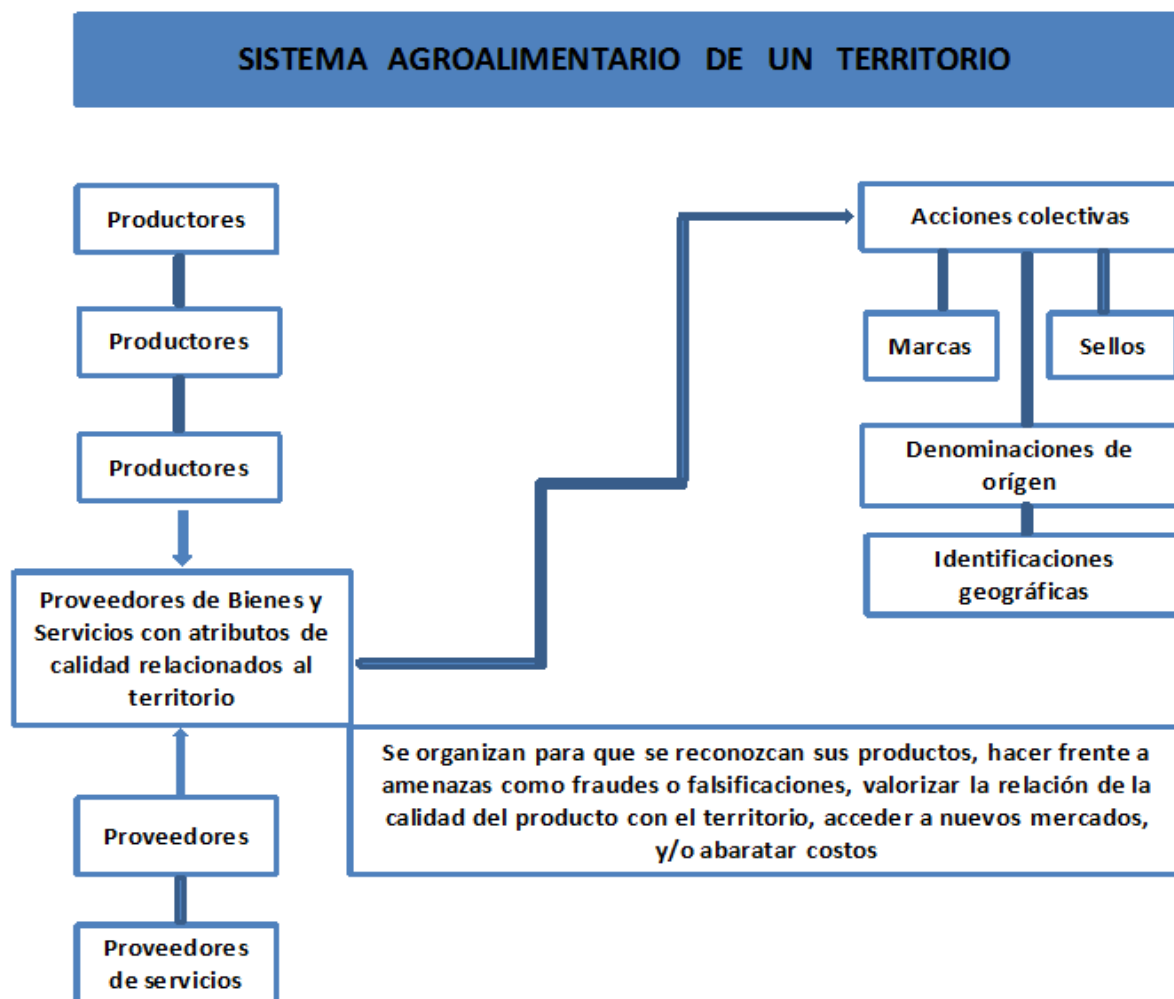 SISTEMA AGROALIMENTARIO DE UN TERRITORIO
Productores
Productores
Productores
Proveedores de Bienes y
Servicios con atributos de
calidad relacionados al
territorio
Proveedores
Proveedores
de servicios
Acciones colectivas
Marcas
Sellos
Denominaciones de
orígen
Identificaciones
geográficas
Se organizan para que se reconozcan sus productos, hacer frente a
amenazas como fraudes o falsificaciones, valorizar la relación de la
calidad del producto con el territorio, acceder a nuevos mercados,
y/o abaratar costos